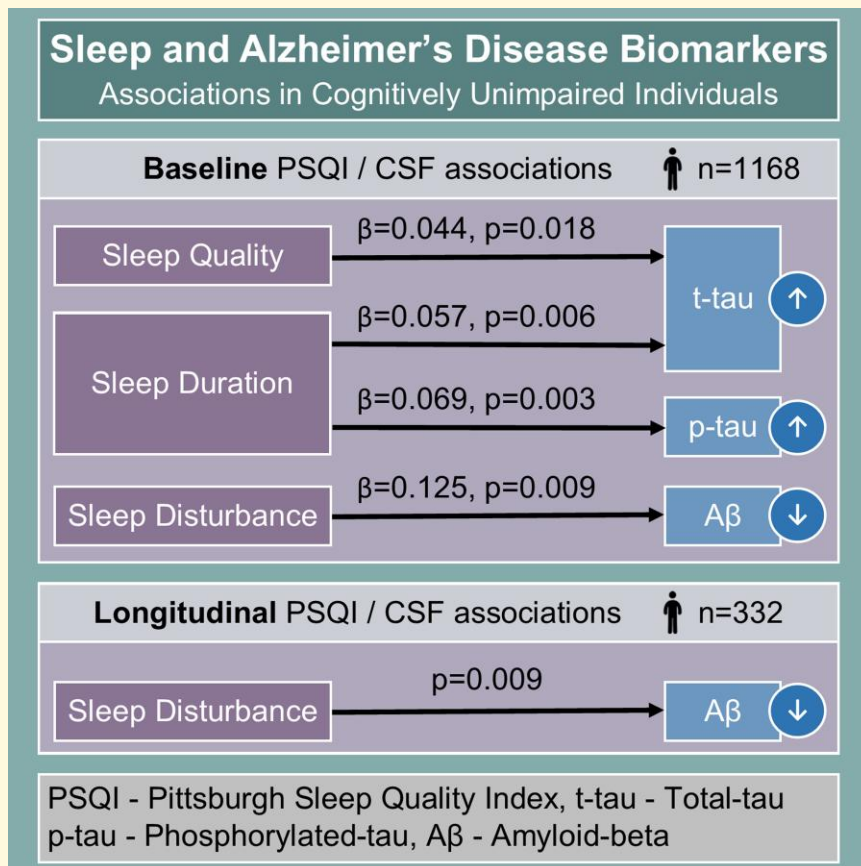 Sleep and Alzheimer's Disease Biomarkers
Associations in Cognitively Unimpaired Individuals
Baseline PSQI / CSF associations n=1168
Sleep Quality
β=0.044, p=0.018
t-tau
Sleep Duration
β=0.057, p=0.006
β=0.069, p=0.003
p-tau
Sleep Disturbance
β=0.125, p=0.009
Aβ
Longitudinal PSQI / CSF associations n=332
Sleep Disturbance
p=0.009
Aβ
PSQI - Pittsburgh Sleep Quality Index, t-tau - Total-tau
p-tau - Phosphorylated-tau, Aβ - Amyloid-beta